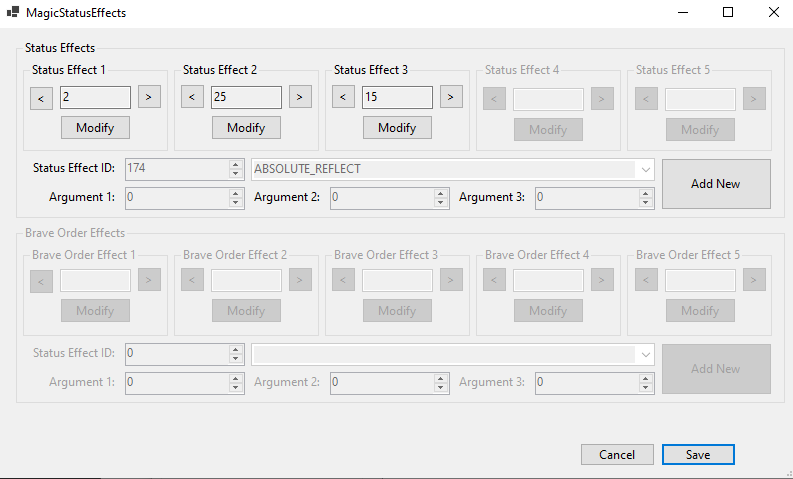 MagicStatusEffects
Status Effects
Status Effect 1 Status Effect 2 Status Effect 3 Status Effect 4 Status Effect 5
< 2 > < 25 > < 15 > < > < >
Modify Modify Modify Modify Modify
Status Effect ID: 174 ABSOLUTE_REFLECT Add New
Argument 1: 0 Argument 2: 0 Argument 3: 0
Brave Order Effects
Brave Order Effect 1 Brave Order Effect 2 Brave Order Effect 3 Brave Order Effect 4 Brave Order Effect 5
< > < > < > < > < >
Modify Modify Modify Modify Modify
Status Effect ID: 0 Add New
Argument 1: 0 Argument 2: 0 Argument 3: 0
Cancel Save